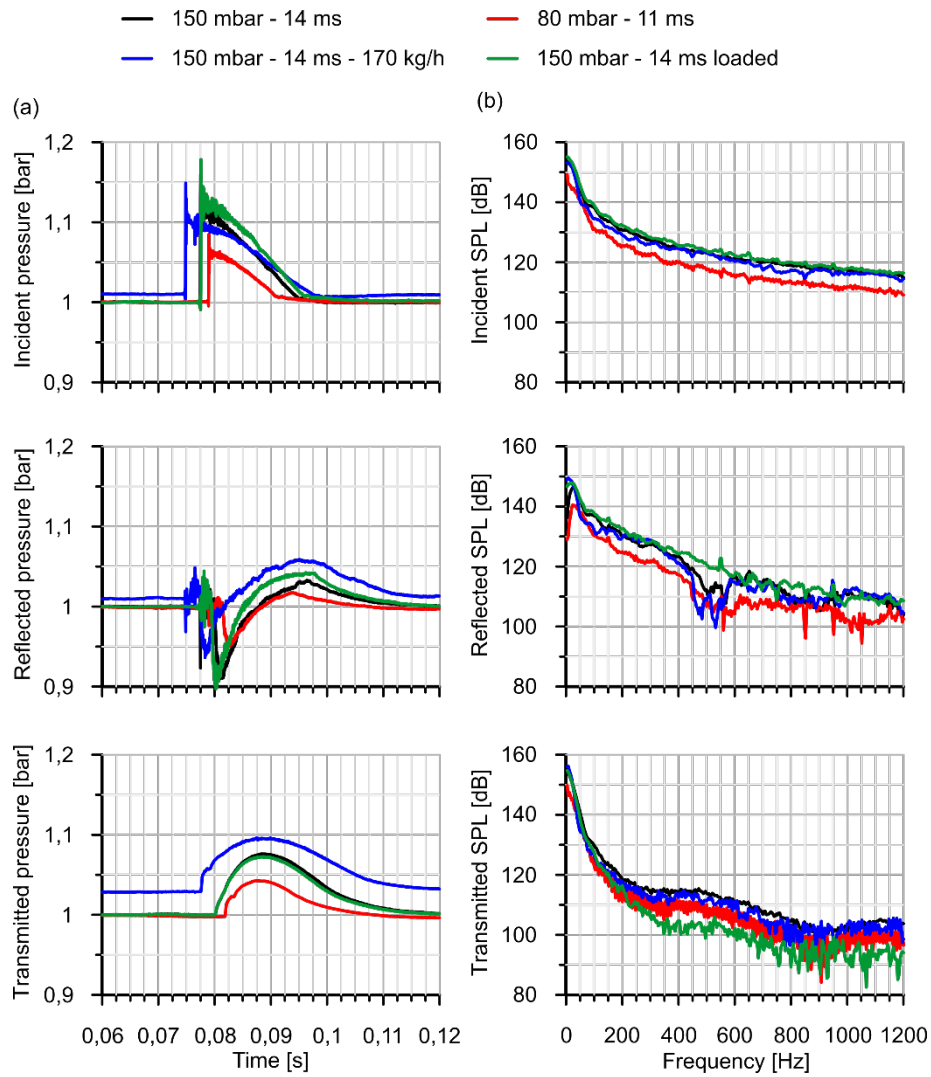 150 mbar - 14 ms
80 mbar - 11 ms
150 mbar - 14 ms - 170 kg/h
150 mbar - 14 ms loaded
(a)
(b)
Incident pressure [bar]
1,2
1,1
1
0,9
Incident SPL [dB]
160
140
120
100
80
Reflected pressure [bar]
1,2
1,1
1
0,9
Reflected SPL [dB]
160
140
120
100
80
Transmitted pressure [bar]
1,2
1,1
1
0,9
Transmitted SPL [dB]
160
140
120
100
80
0,06 0,07 0,08 0,09 0,1 0,11 0,12
Time [s]
0 200 400 600 800 1000 1200
Frequency [Hz]